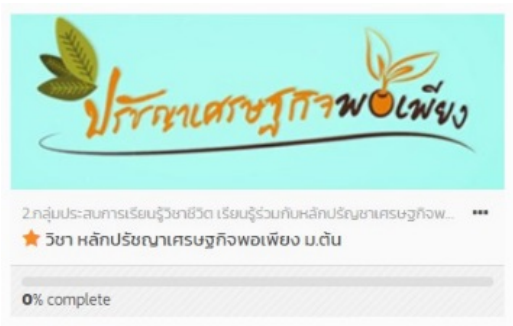 ปรัชญาเศรษฐกิจพอเพียง
2.กลุ่มประสบการเรียนรู้วิชาชีวิต เรียนรู้ร่วมกับหลักปรัญชาเศรษฐกิจพ...
วิชา หลักปรัชญาเศรษฐกิจพอเพียง ม.ต้น
0% complete